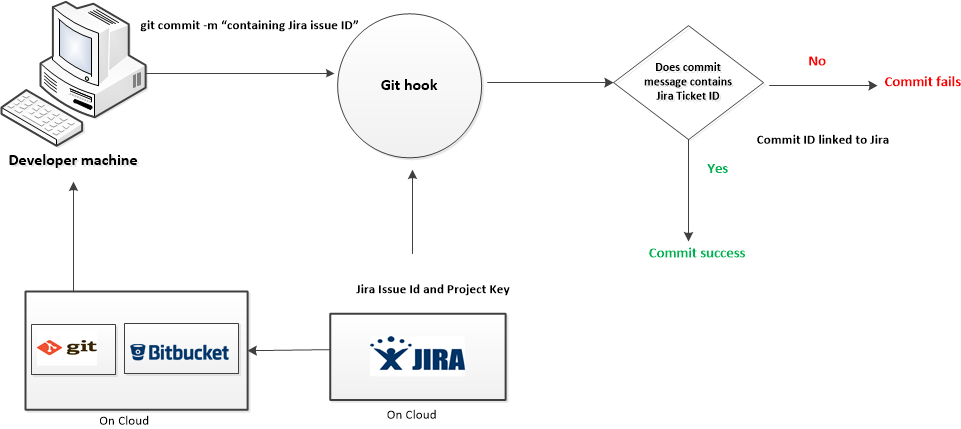 git commit -m “containing Jira issue ID”
Git hook
Does commit
message contains
Jira Ticket ID
No
Commit fails
Developer machine
Commit ID linked to Jira
Yes
Commit success
Jira Issue Id and Project Key
git
Bitbucket
JIRA
On Cloud
On Cloud